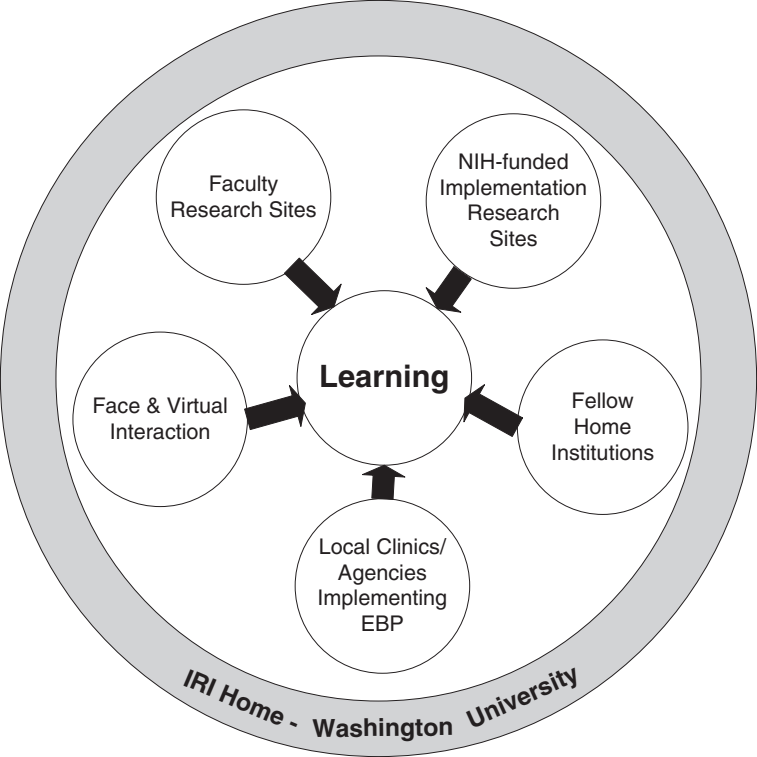 Faculty
Research Sites
NIH-funded
Implementation
Research
Sites
Learning
Face & Virtual
Interaction
Fellow
Home
Institutions
Local Clinics/
Agencies
Implementing
EBP
IRI Home - Washington University